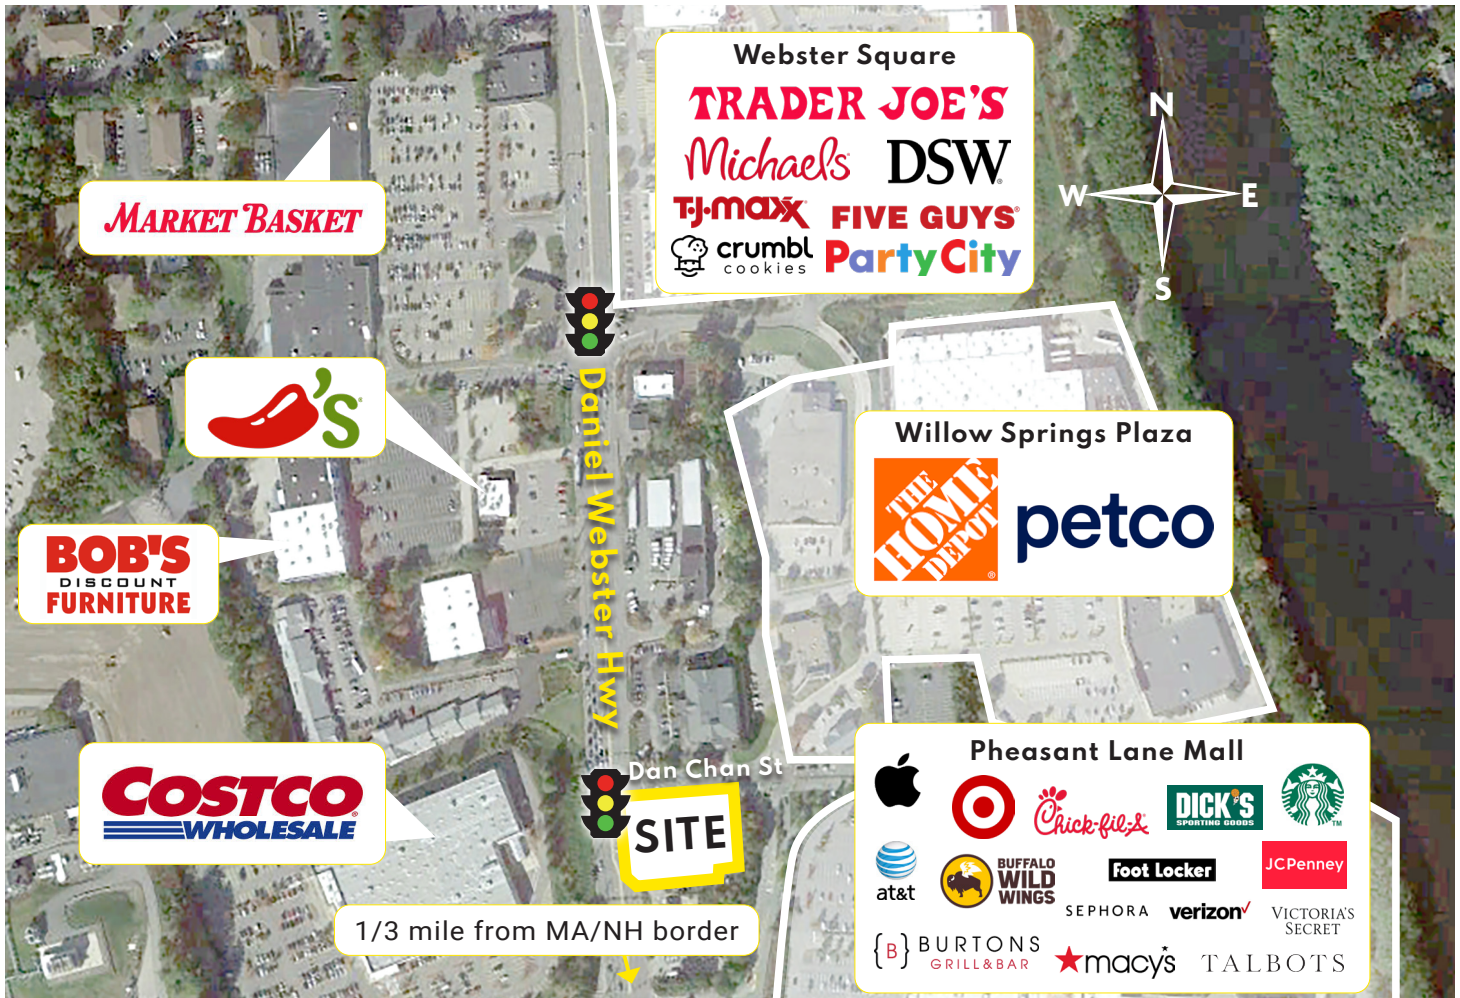 Webster Square
TRADER JOE'S
Michaels
DSW
T·J·maxx
FIVE GUYS®
crumbl
cookies
PartyCity
N
W E
S
MARKET BASKET
'S
BOB'S
DISCOUNT
FURNITURE
Daniel Webster Hwy
Willow Springs Plaza
THE
HOME
DEPOT
®
petco
COSTCO®
WHOLESALE
Dan Chan St
SITE
1/3 mile from MA/NH border
Pheasant Lane Mall
Chick-fil-A
DICK'S
SPORTING GOODS
TM
at&t
BUFFALO
WILD
WINGS
Foot Locker
JCPenney
SEPHORA
verizon✓
VICTORIA'S
SECRET
{B} BURTONS
GRILL&BAR
★macy's
TALBOTS